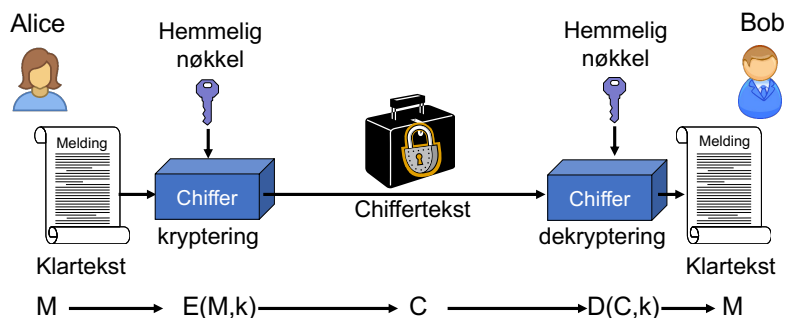 Alice
Bob
Hemmelig
nøkkel
Hemmelig
nøkkel
Melding
Melding
Chiffer
Chiffer
Chiffertekst
kryptering
dekryptering
Klartekst
Klartekst
M E(M,k) C D(C,k) M